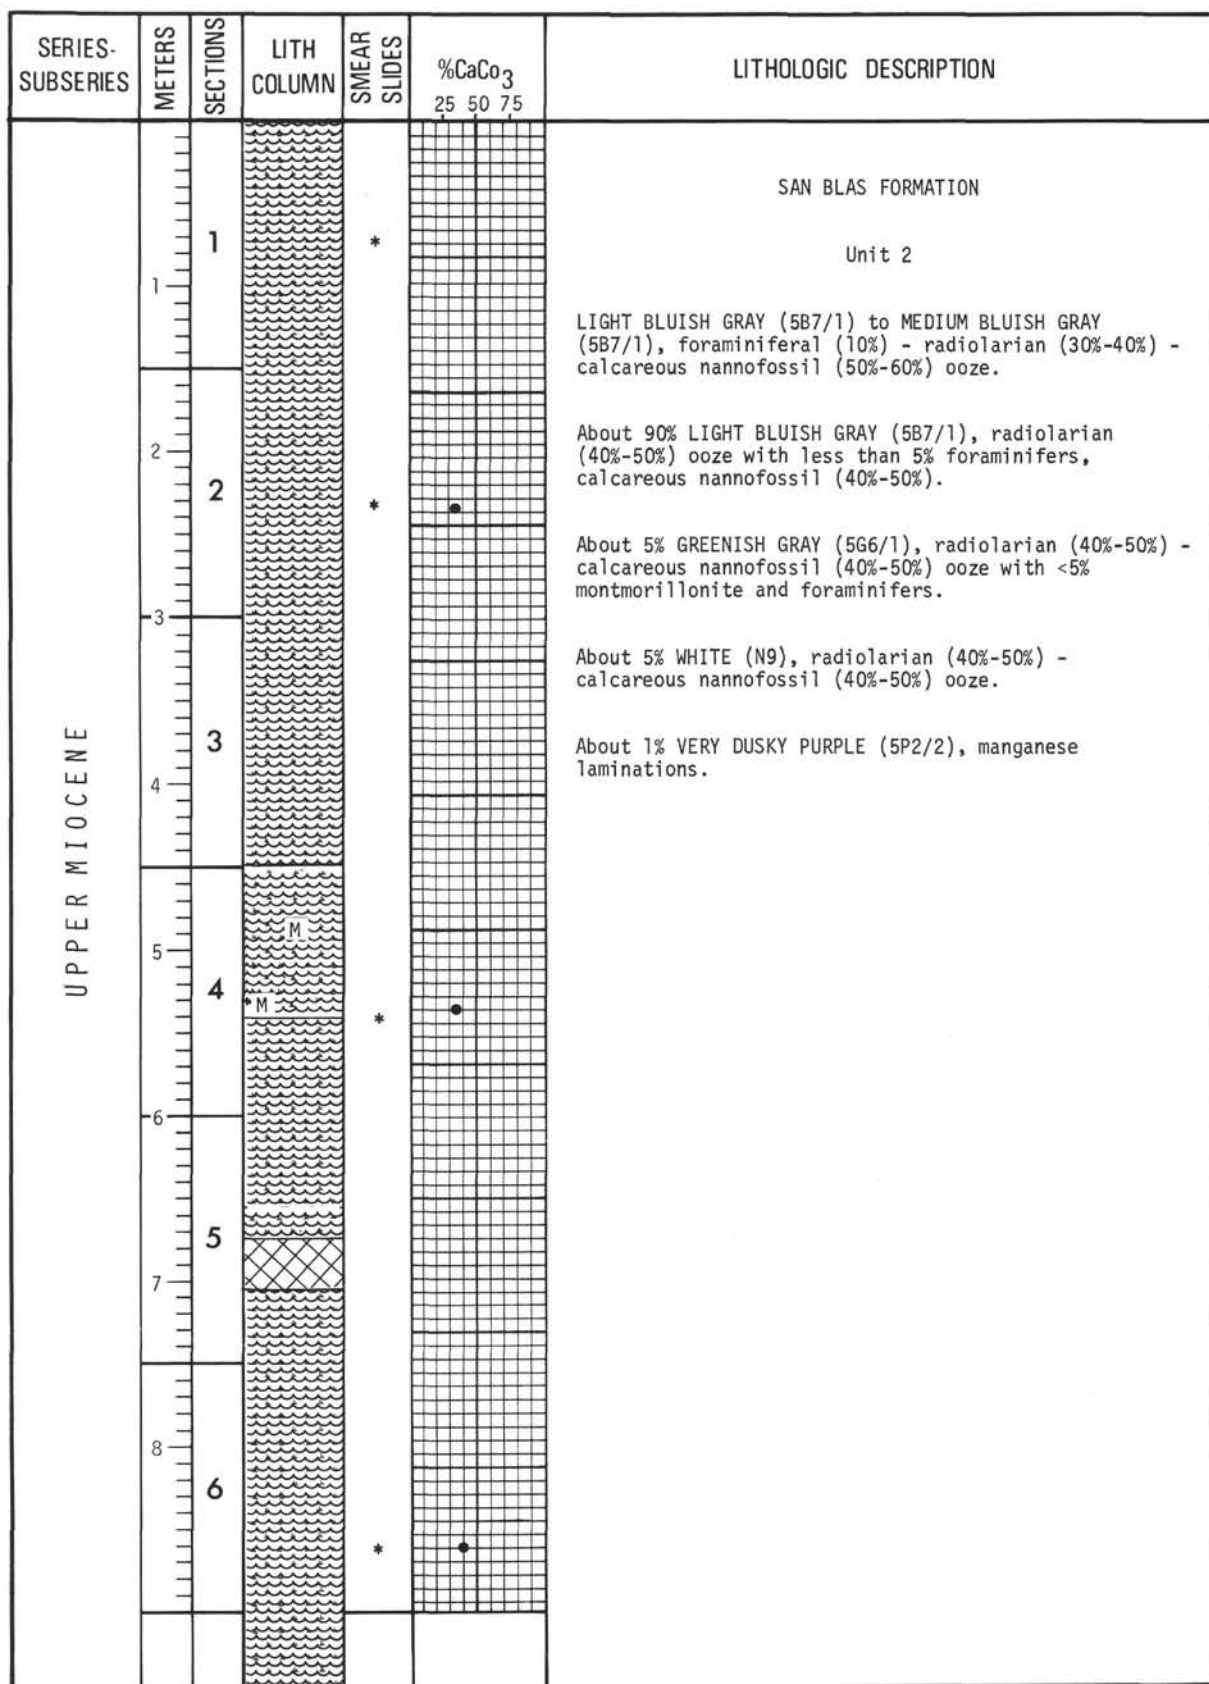 SERIES-
SUBSERIES
METERS
SECTIONS
LITH
COLUMN
SMEAR
SLIDES
%CaCo3
25 50 75
LITHOLOGIC DESCRIPTION
UPPER MIOCENE
1
2
3
4
5
6
7
8
1
2
3
4
5
6
M
M
*
*
*
*
SAN BLAS FORMATION
Unit 2
LIGHT BLUISH GRAY (5B7/1) to MEDIUM BLUISH GRAY
(5B7/1), foraminiferal (10%) - radiolarian (30%-40%) -
calcareous nannofossil (50%-60%) ooze.
About 90% LIGHT BLUISH GRAY (5B7/1), radiolarian
(40%-50%) ooze with less than 5% foraminifers,
calcareous nannofossil (40%-50%).
About 5% GREENISH GRAY (5G6/1), radiolarian (40%-50%) -
calcareous nannofossil (40%-50%) ooze with <5%
montmorillonite and foraminifers.
About 5% WHITE (N9), radiolarian (40%-50%) -
calcareous nannofossil (40%-50%) ooze.
About 1% VERY DUSKY PURPLE (5P2/2), manganese
laminations.